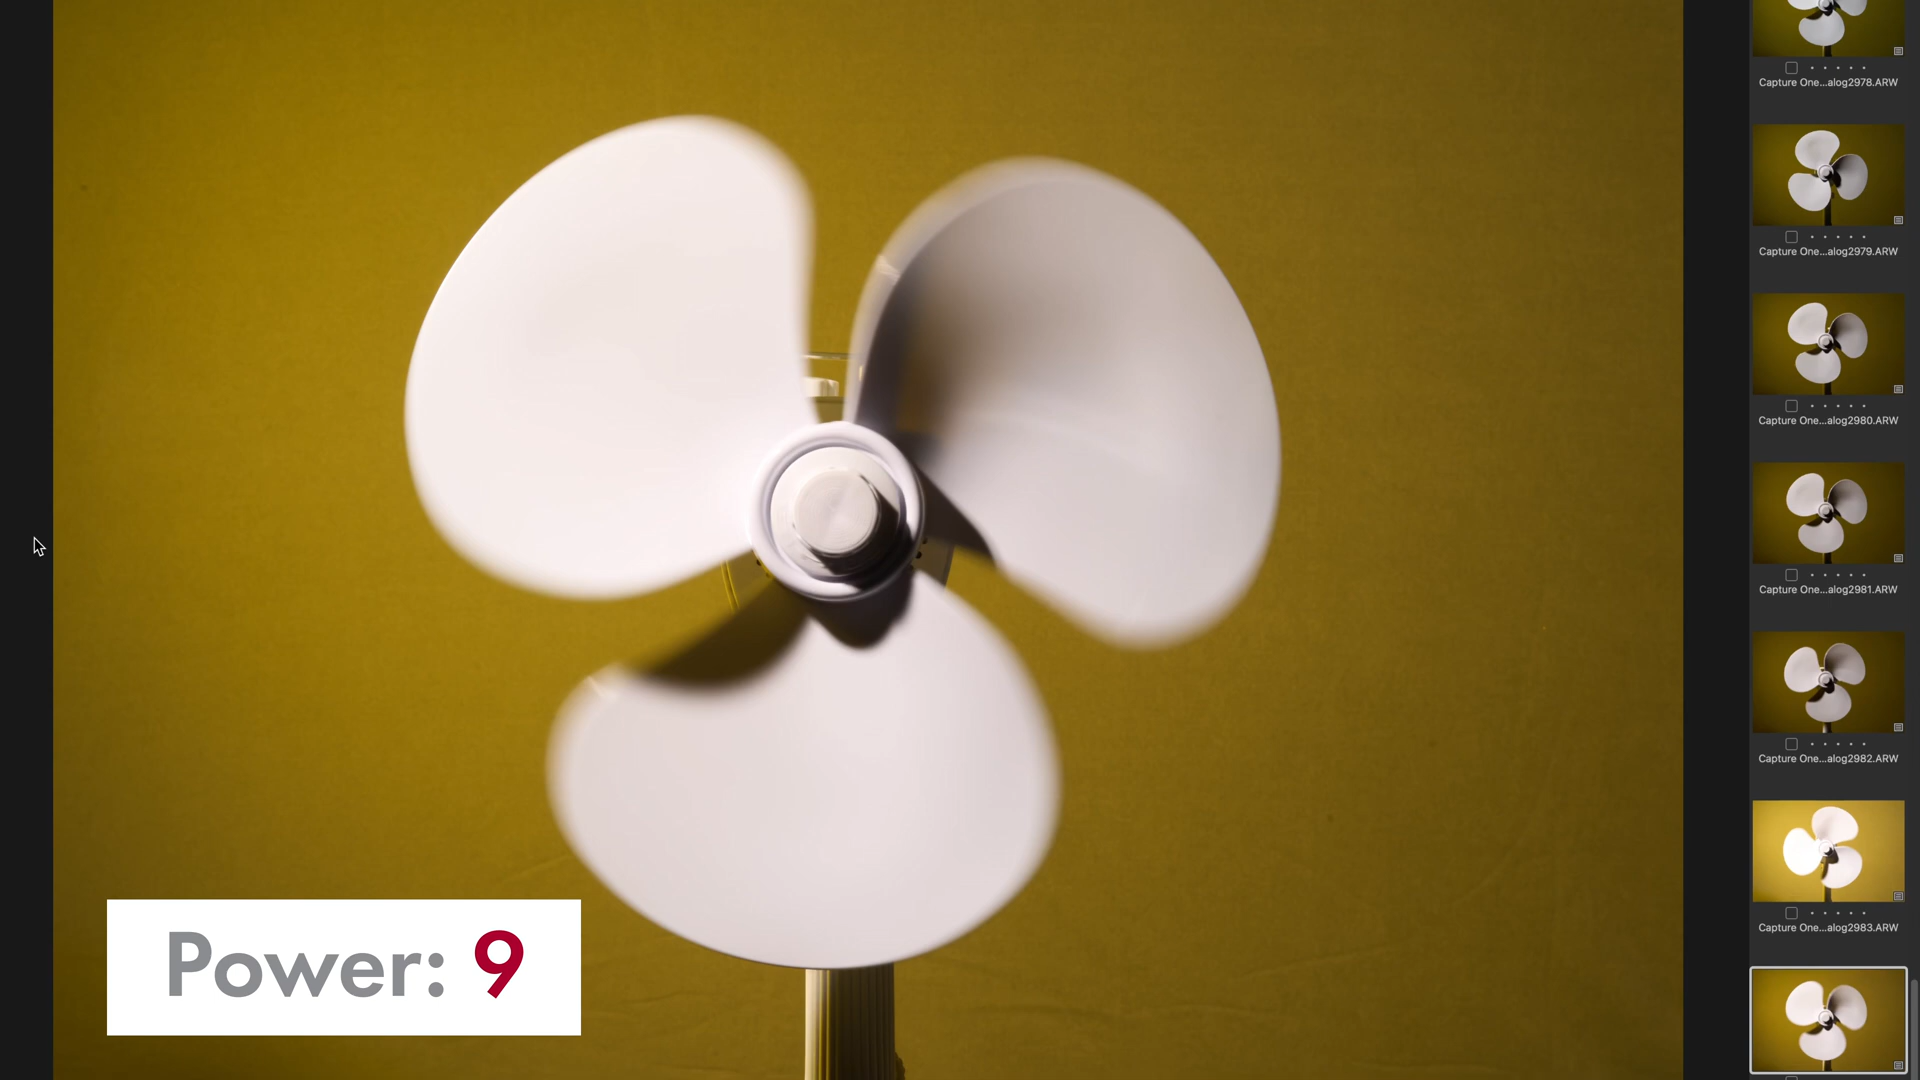 Capture One...alog2978.ARW
Capture One...alog2979.ARW
Capture One...alog2980.ARW
Capture One...alog2981.ARW
Capture One...alog2982.ARW
Capture One...alog2983.ARW
Power: 9